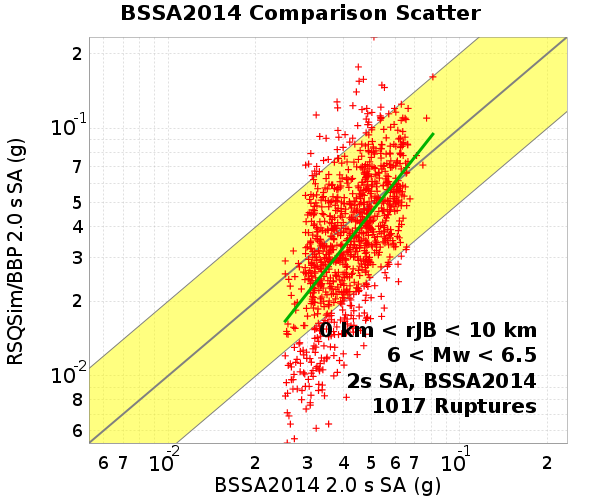 BSSA2014 Comparison Scatter
RSQSim/BBP 2.0 s SA (g)
2
10-1
7
5
4
3
2
10-2
8
6
0 km < rJB < 10 km
6 < Mw < 6.5
2s SA, BSSA2014
1017 Ruptures
6 7 10-2 2 3 4 5 6 7 10-1 2
BSSA2014 2.0 s SA (g)